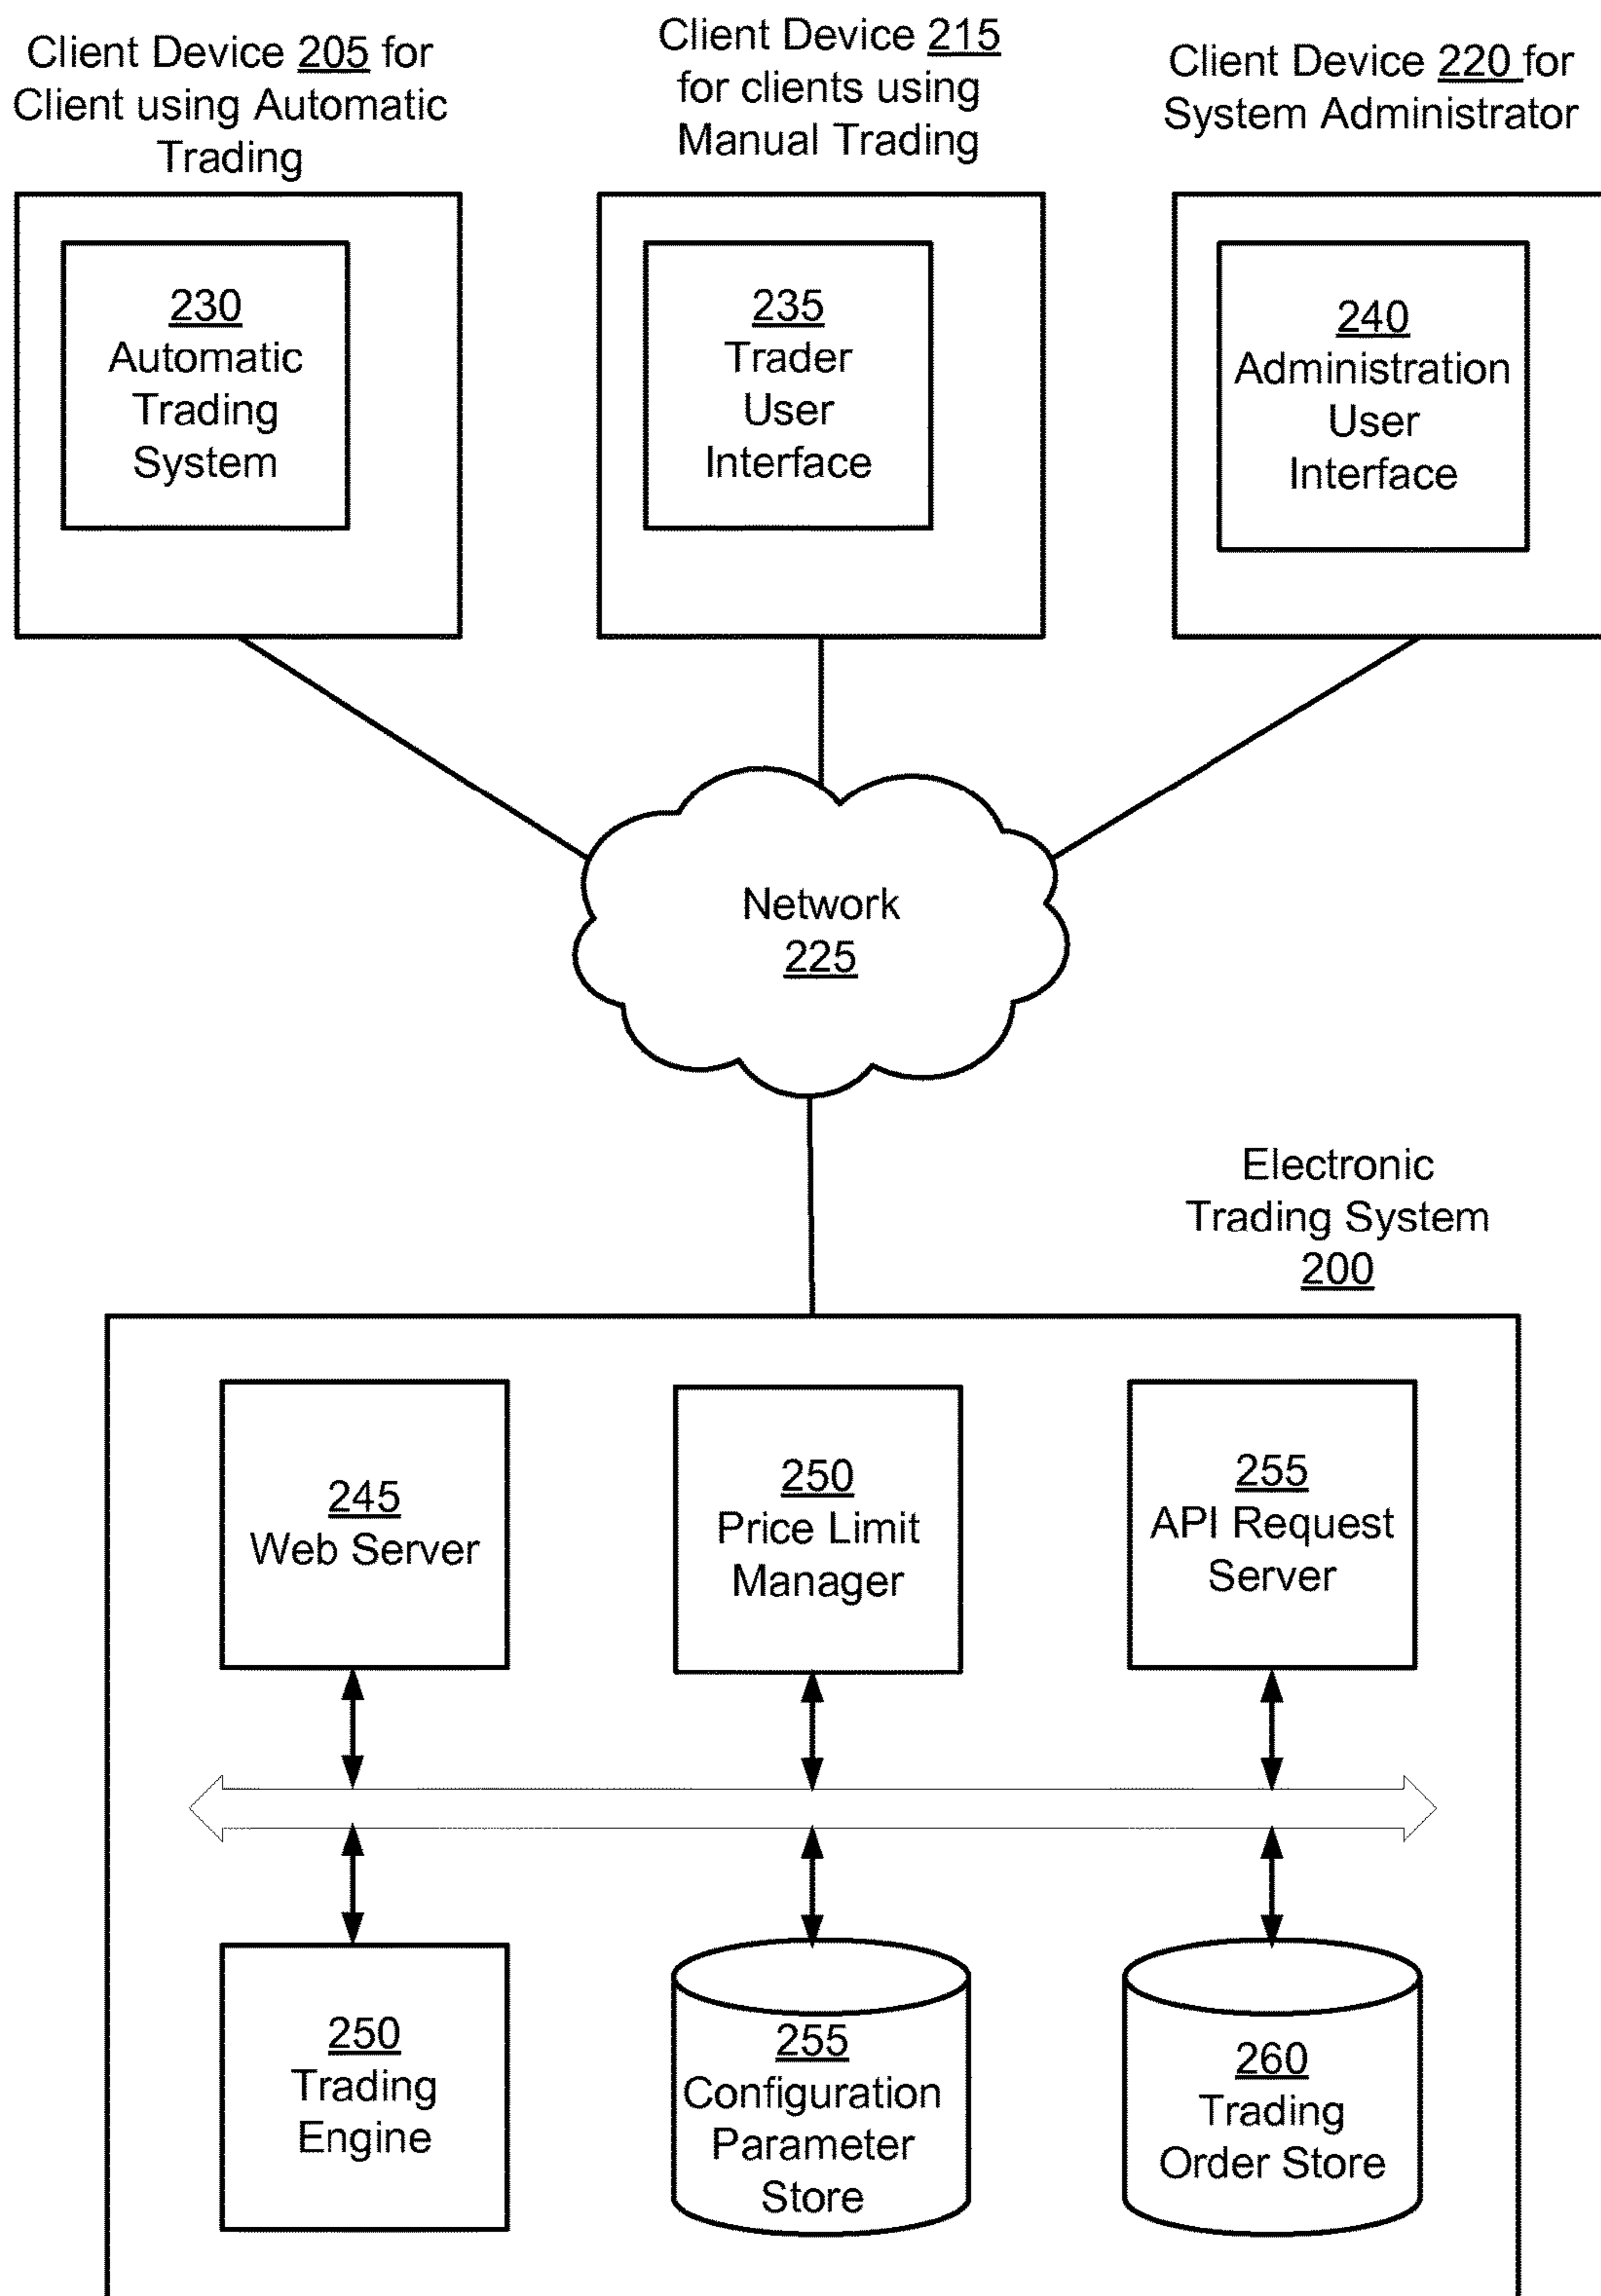 Client Device 205 for
Client using Automatic
Trading
Client Device 215
for clients using
Manual Trading
Client Device 220 for
System Administrator
230
Automatic
Trading
System
235
Trader
User
Interface
240
Administration
User
Interface
Network
225
Electronic
Trading System
200
245
Web Server
250
Price Limit
Manager
255
API Request
Server
250
Trading
Engine
255
Configuration
Parameter
Store
260
Trading
Order Store